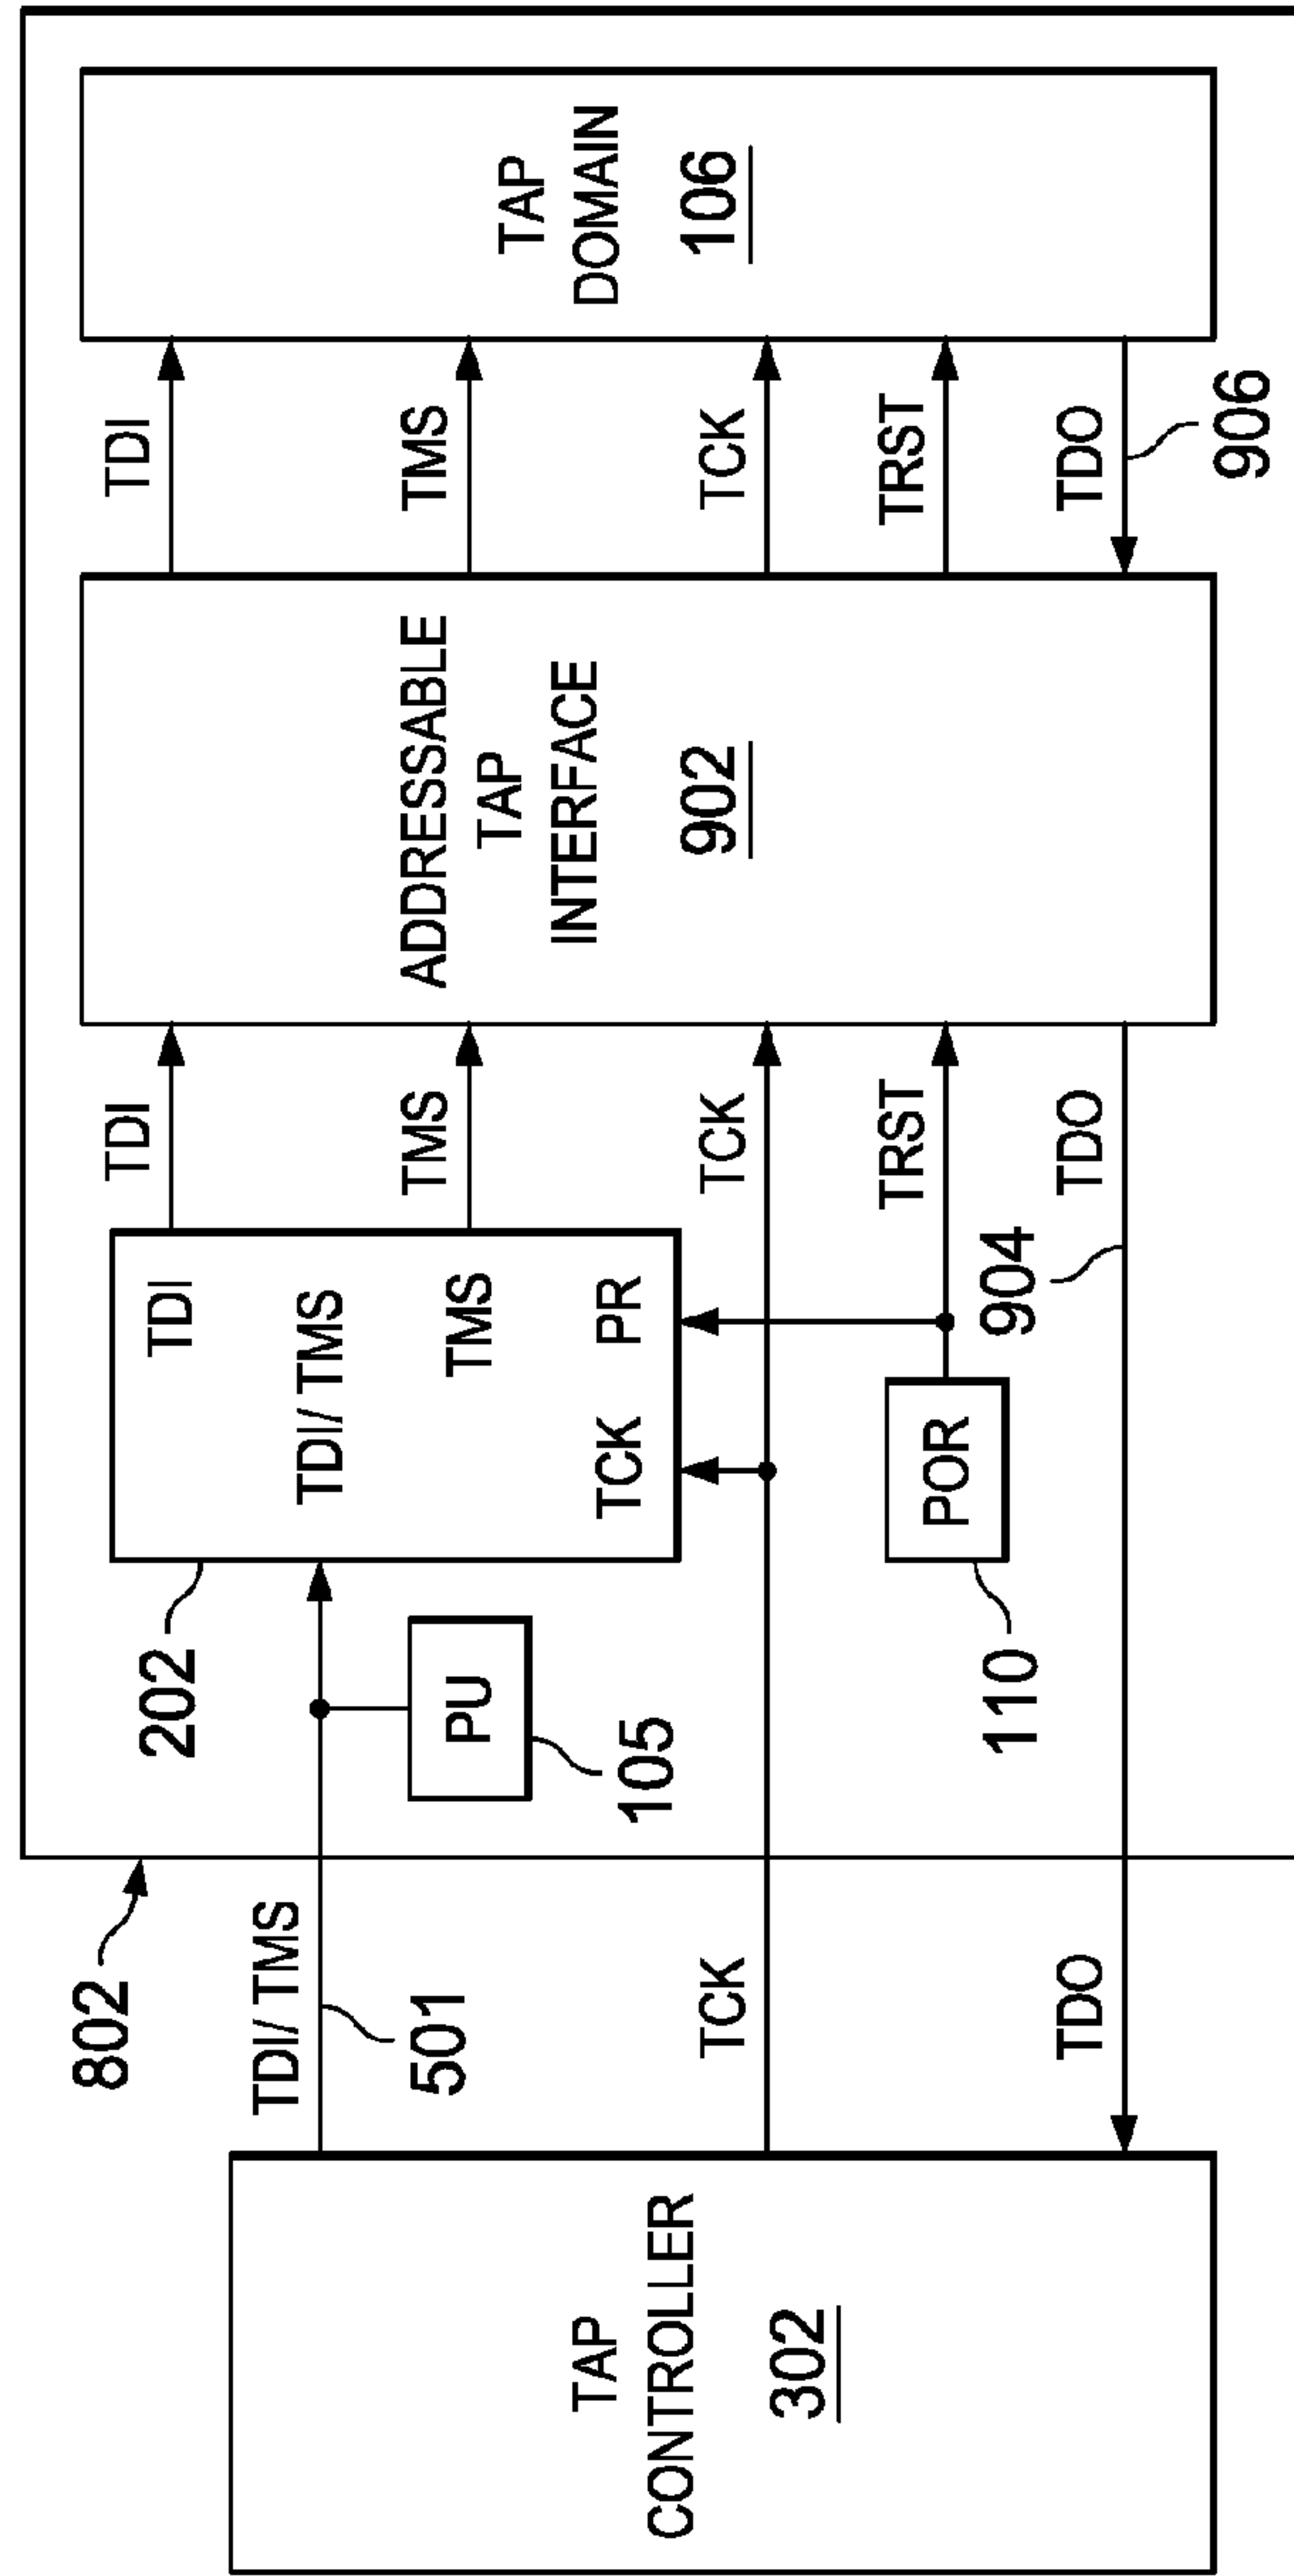 802
TAP
CONTROLLER
302
TDI/ TMS
501
TCK
TDO
PU
105
202
TDI
TDI/ TMS
TMS
TCK PR
POR
110
TDI
TMS
TCK
TRST
TDO
904
ADDRESSABLE
TAP
INTERFACE
902
TDI
TMS
TCK
TRST
TDO
906
TAP
DOMAIN
106